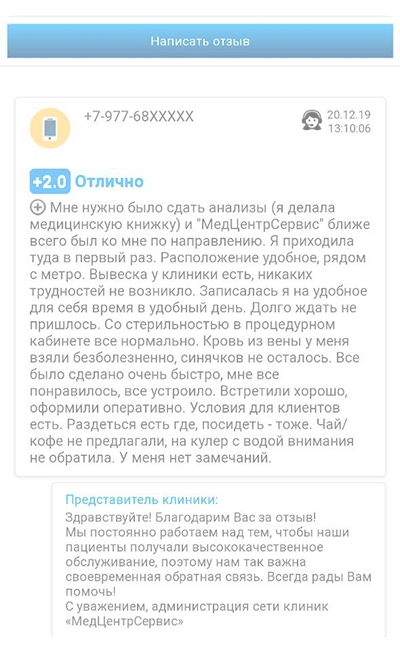 Написать отзыв
+7-977-68XXXXX
20.12.19
13:10:06
+2.0 Отлично
Мне нужно было сдать анализы (я делала
медицинскую книжку) и "МедЦентрСервис" ближе
всего был ко мне по направлению. Я приходила
туда в первый раз. Расположение удобное, рядом
с метро. Вывеска у клиники есть, никаких
трудностей не возникло. Записалась я на удобное
для себя время в удобный день. Долго ждать не
пришлось. Со стерильностью в процедурном
кабинете все нормально. Кровь из вены у меня
взяли безболезненно, синячков не осталось. Все
было сделано очень быстро, мне все
понравилось, все устроило. Встретили хорошо,
оформили оперативно. Условия для клиентов
есть. Раздеться есть где, посидеть - тоже. Чай/
кофе не предлагали, на кулер с водой внимания
не обратила. У меня нет замечаний.
Представитель клиники:
Здравствуйте! Благодарим Вас за отзыв!
Мы постоянно работаем над тем, чтобы наши
пациенты получали высококачественное
обслуживание, поэтому нам так важна
своевременная обратная связь. Всегда рады Вам
помочь!
С уважением, администрация сети клиник
«МедЦентрСервис»